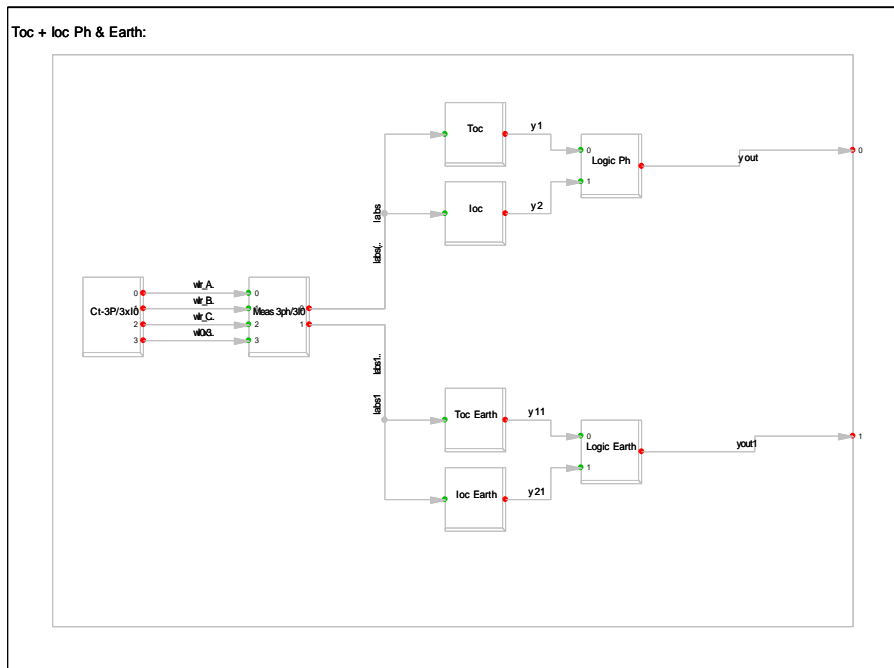 Toc + Ioc Ph & Earth:
Toc
y1
0
Logic Ph
1
yout
0
Ioc
y2
Iabs
Iabs(..
Ct-3P/3xI0
0
1
2
3
wIr_A..
wIr_B..
wIr_C..
wI0x3..
0
1
2
3
Meas 3ph/3I0
0
1
Iabs1..
Iabs1
Toc Earth
y11
0
Logic Earth
1
yout1
1
Ioc Earth
y21